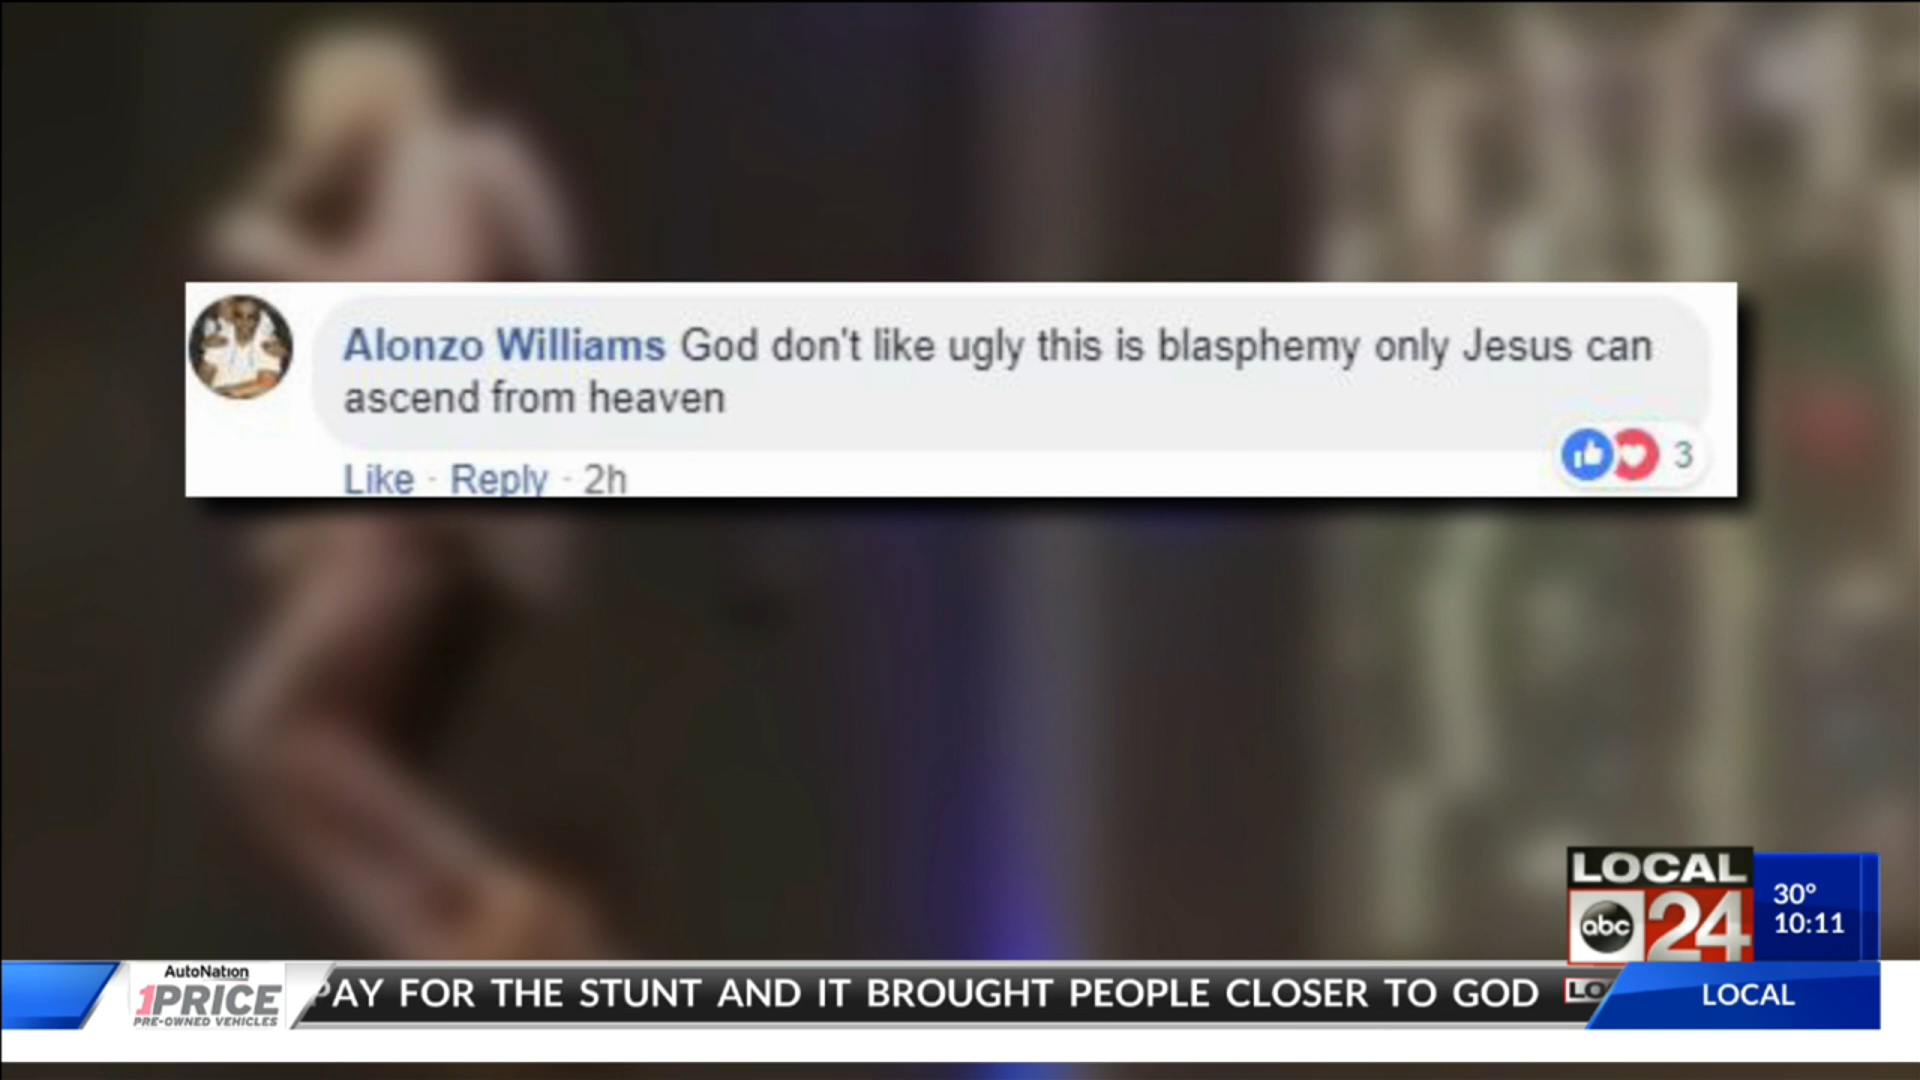 Alonzo Williams God don't like ugly this is blasphemy only Jesus can
ascend from heaven
3
Like · Reply · 2h
LOCAL
abc 24
30°
10:11
AutoNation
1PRICE
PRE-OWNED VEHICLES
PAY FOR THE STUNT AND IT BROUGHT PEOPLE CLOSER TO GOD
LO
LOCAL